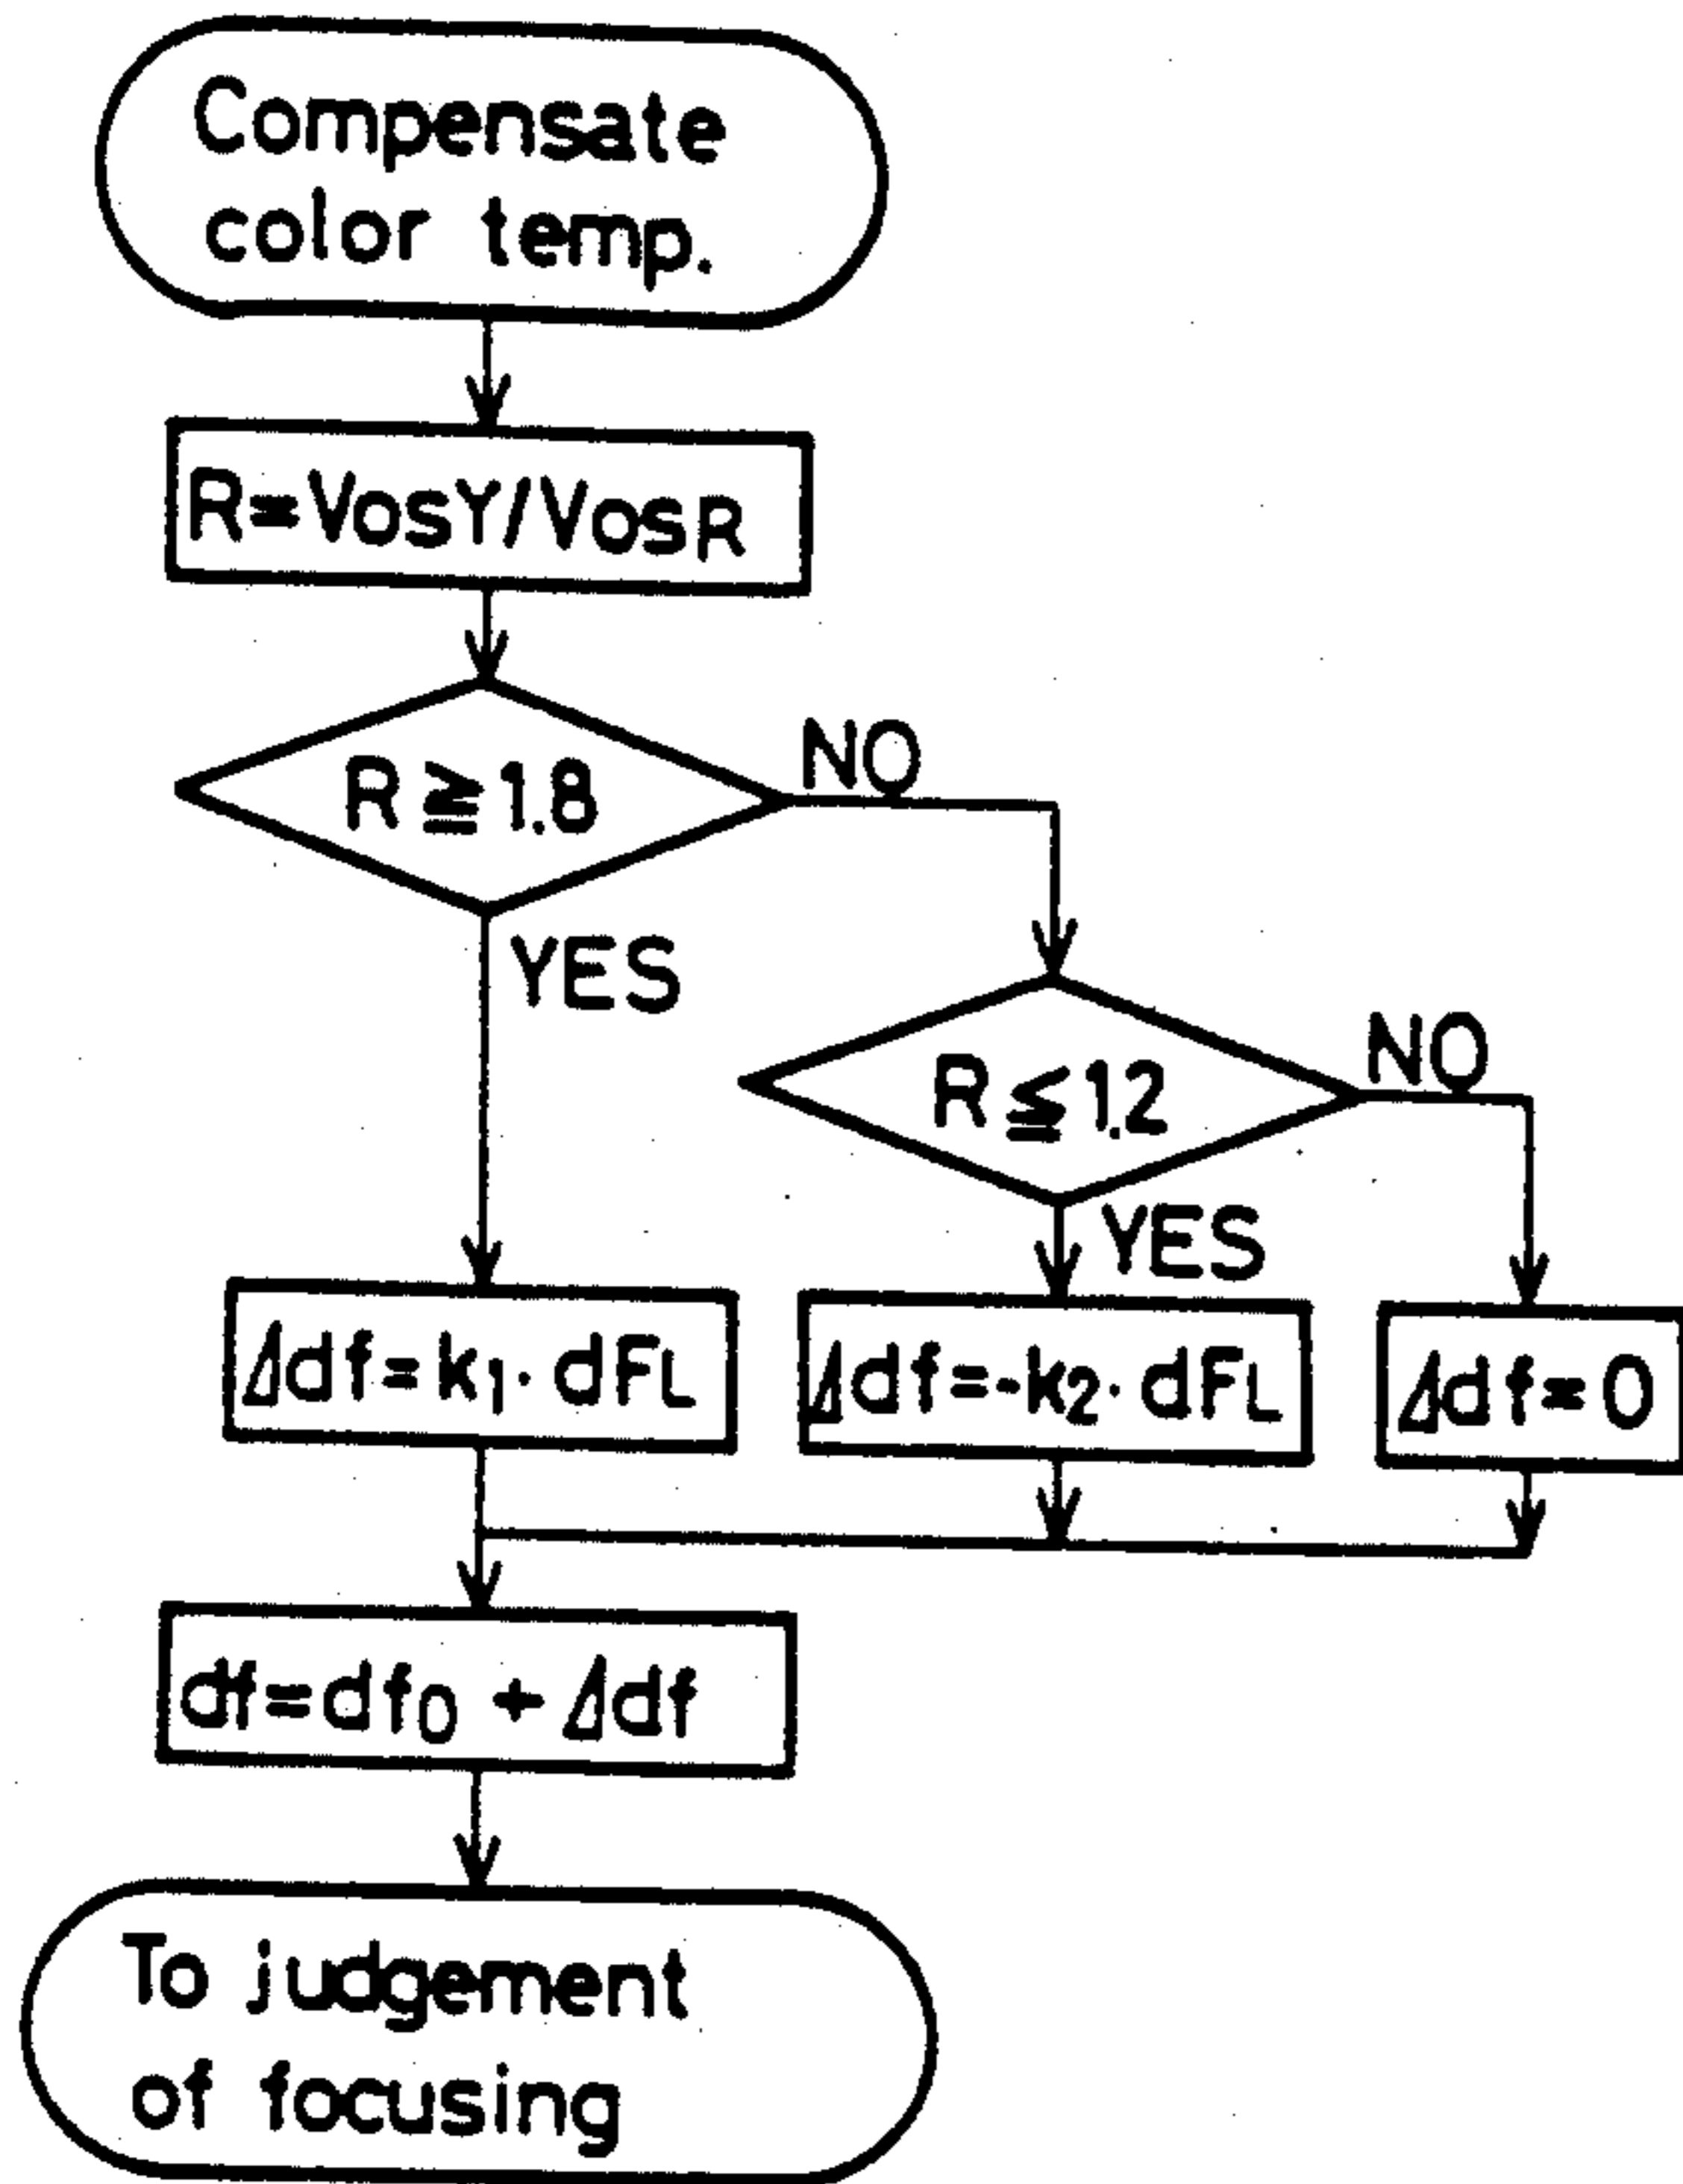 Compensate
color temp.
R=VOSY/VOSR
R≧1.8
NO
YES
R≦1.2
NO
YES
Δdf=k1·dFL
Δdf=-k2·dFL
Δdf=0
df=df0 + Δdf
To judgement
of focusing